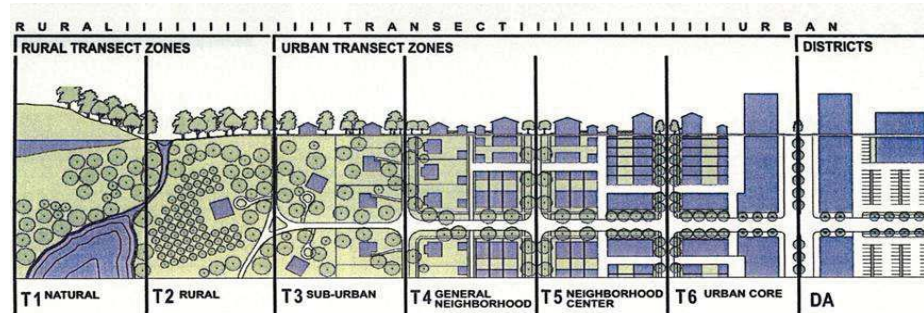 RURALIIIIIIIIIIIIIIITRANSECTIIIIIIIIIIIIIIURBAN
RURAL TRANSECT ZONES
URBAN TRANSECT ZONES
DISTRICTS
T1 NATURAL
T2 RURAL
T3 SUB-URBAN
T4 GENERAL
NEIGHBORHOOD
T5 NEIGHBORHOOD
CENTER
T6 URBAN CORE
DA